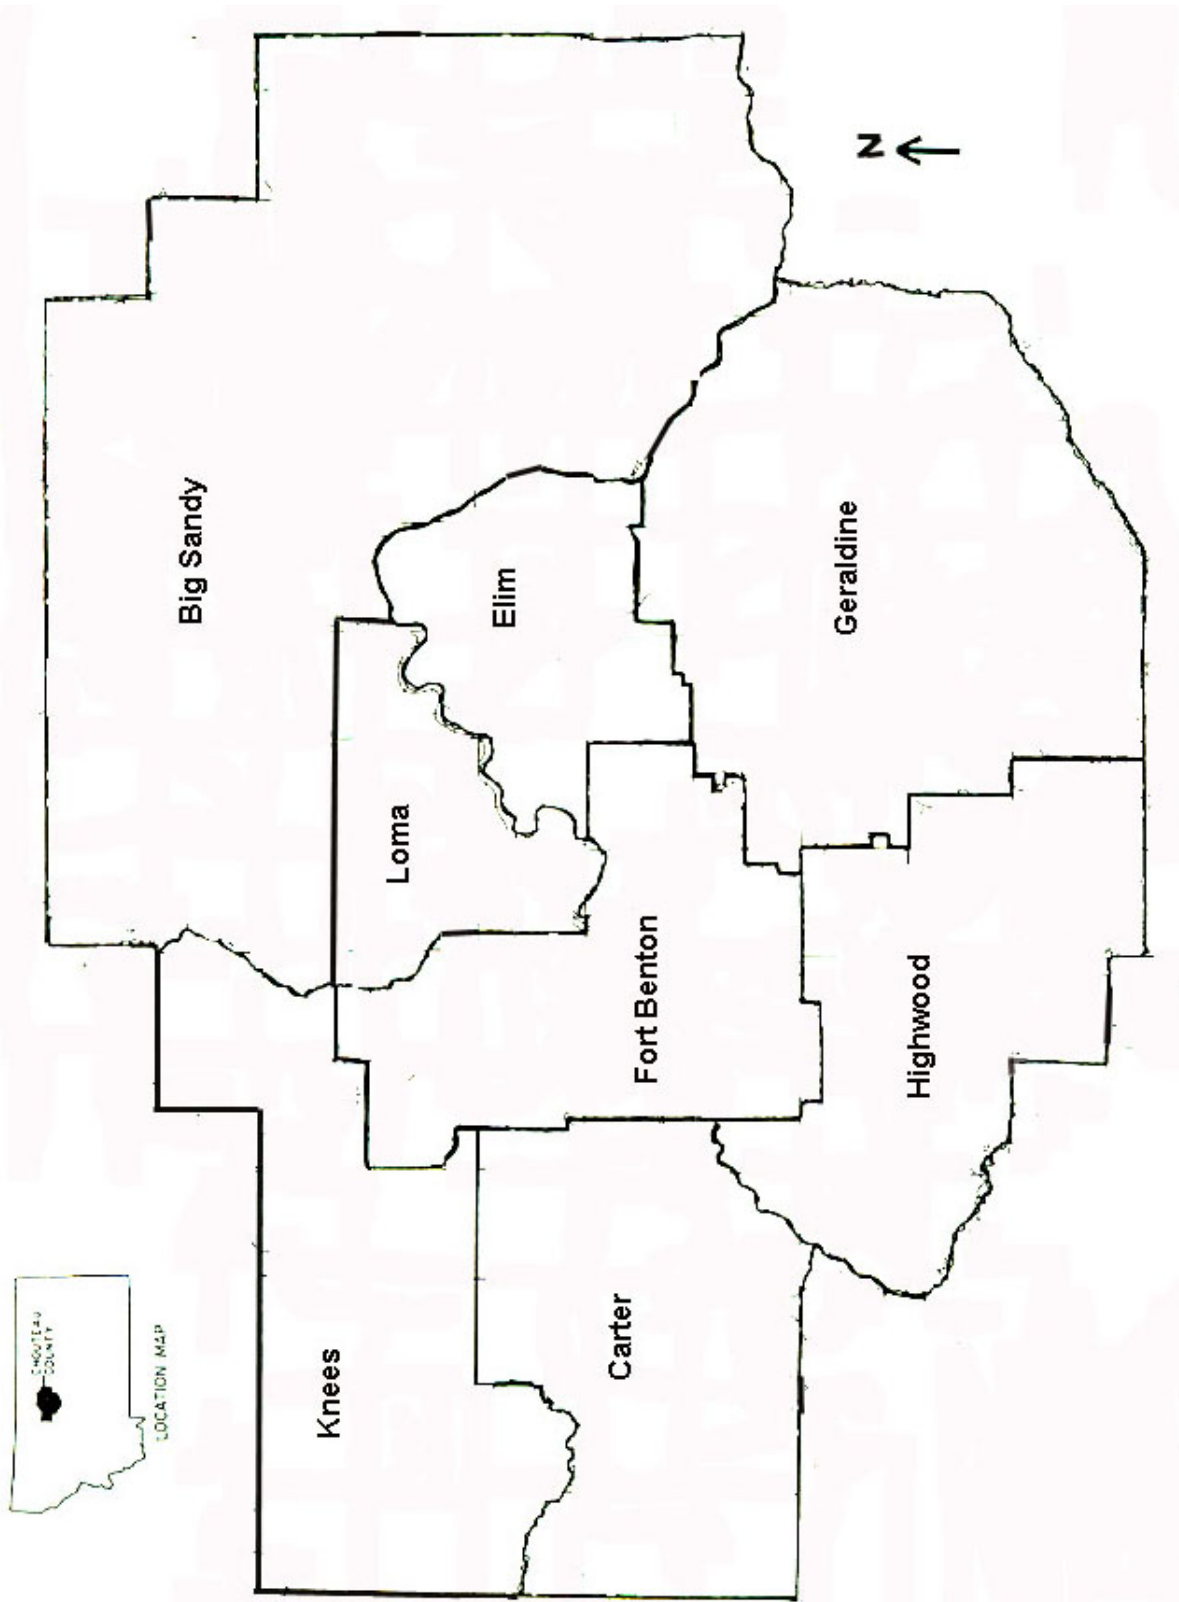 N
Big Sandy
Elim
Geraldine
Loma
Fort Benton
Highwood
Knees
Carter
CHOUTEAU
COUNTY
LOCATION MAP